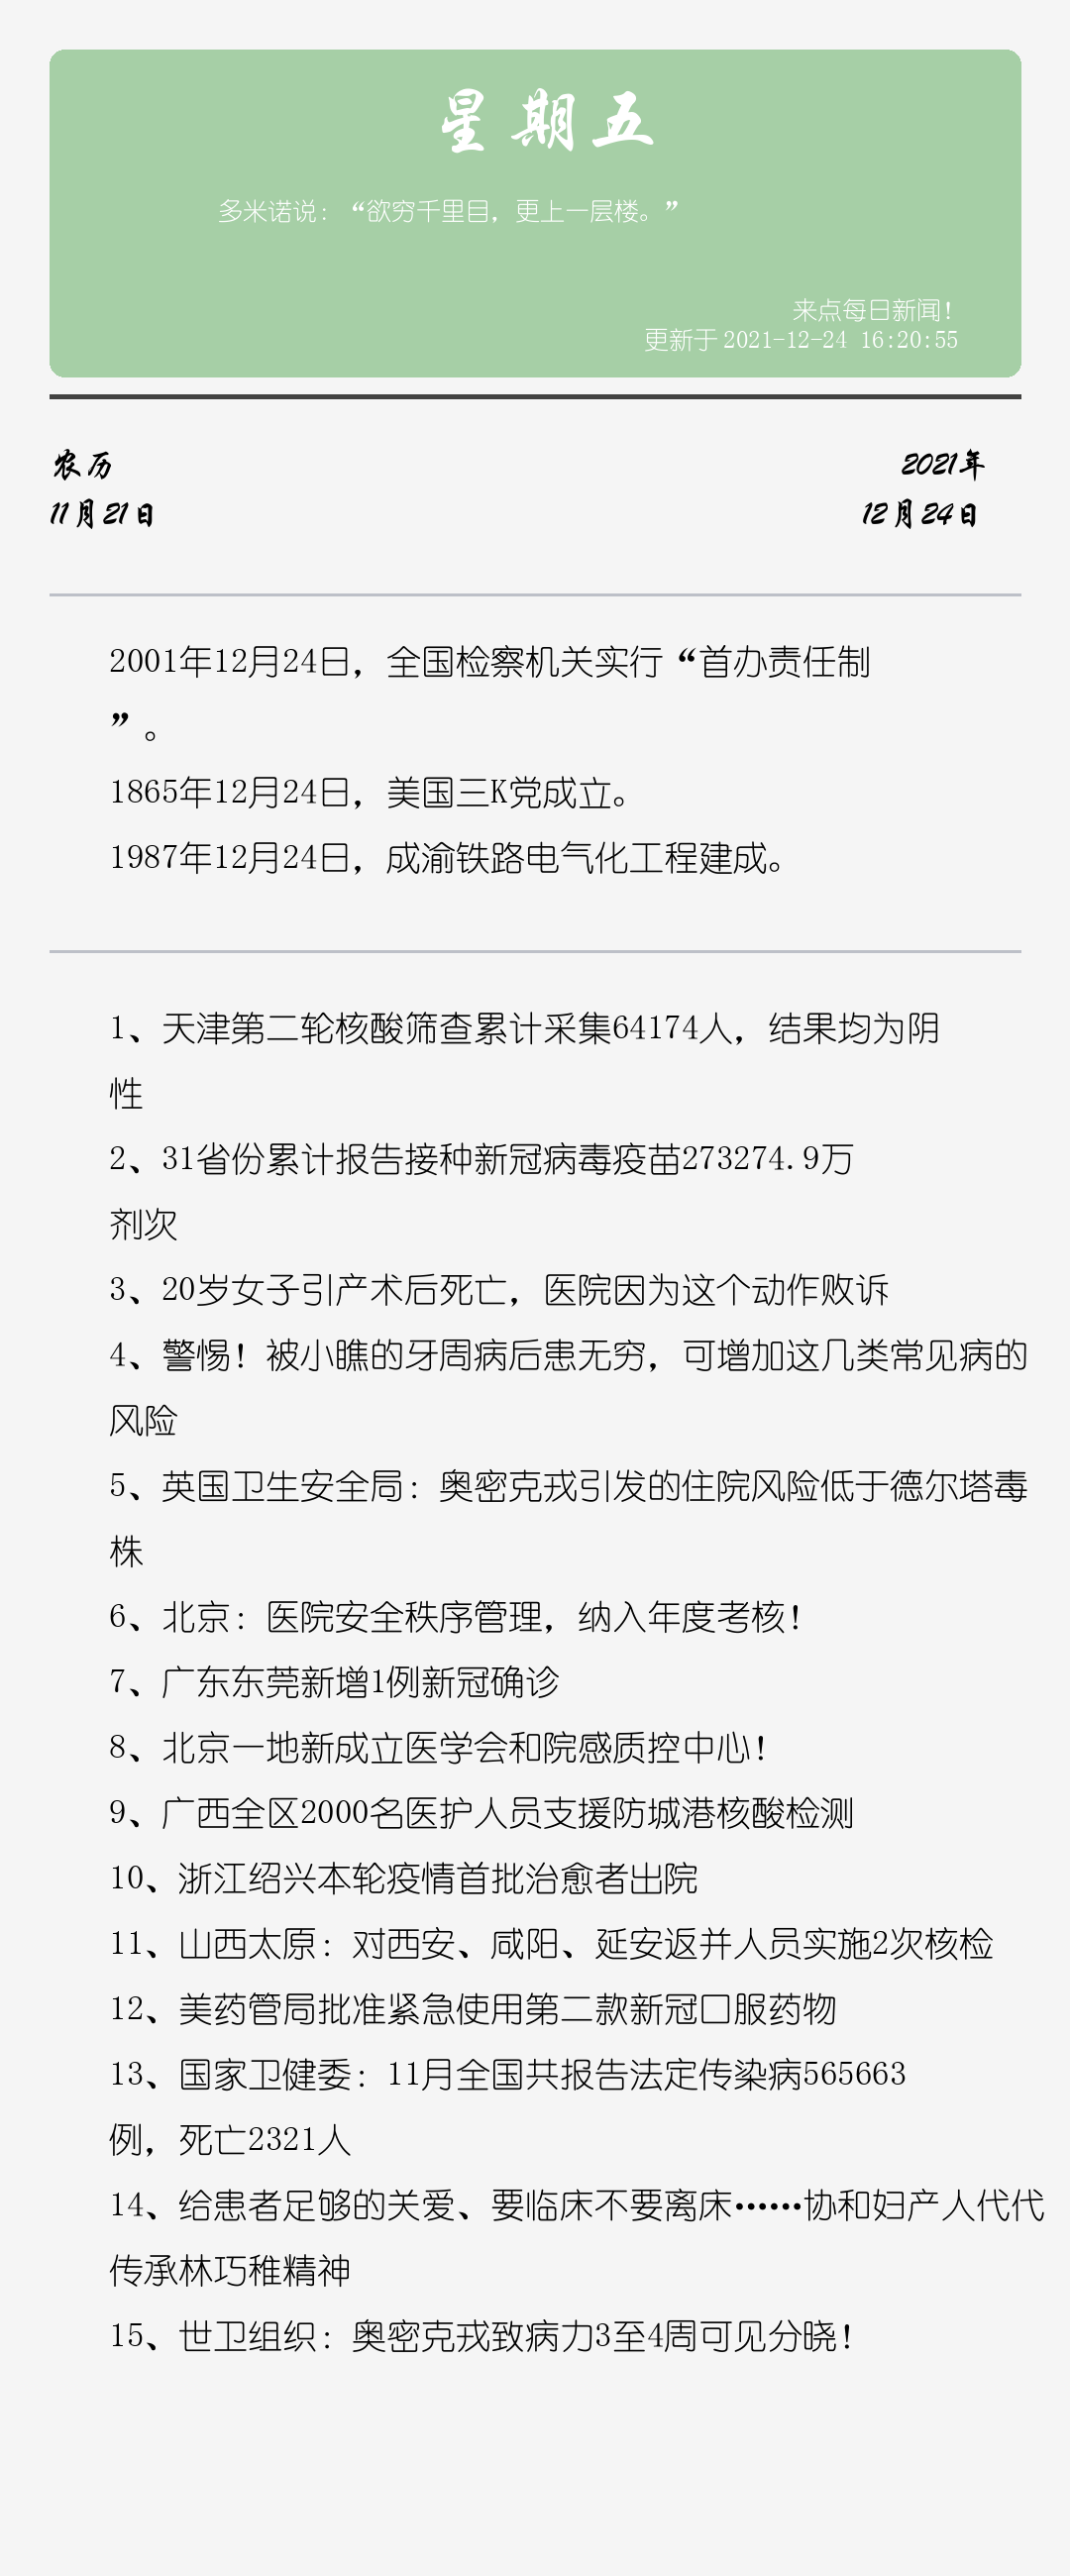 星期五
多米诺说：“欲穷千里目，更上一层楼。”
来点每日新闻！
更新于 2021-12-24 16:20:55
农历
2021年
11月21日
12月24日
2001年12月24日，全国检察机关实行“首办责任制
”。
1865年12月24日，美国三K党成立。
1987年12月24日，成渝铁路电气化工程建成。
1、天津第二轮核酸筛查累计采集64174人，结果均为阴
性
2、31省份累计报告接种新冠病毒疫苗273274.9万
剂次
3、20岁女子引产术后死亡，医院因为这个动作败诉
4、警惕！被小瞧的牙周病后患无穷，可增加这几类常见病的
风险
5、英国卫生安全局：奥密克戎引发的住院风险低于德尔塔毒
株
6、北京：医院安全秩序管理，纳入年度考核！
7、广东东莞新增1例新冠确诊
8、北京一地新成立医学会和院感质控中心！
9、广西全区2000名医护人员支援防城港核酸检测
10、浙江绍兴本轮疫情首批治愈者出院
11、山西太原：对西安、咸阳、延安返并人员实施2次核检
12、美药管局批准紧急使用第二款新冠口服药物
13、国家卫健委：11月全国共报告法定传染病565663
例，死亡2321人
14、给患者足够的关爱、要临床不要离床……协和妇产人代代
传承林巧稚精神
15、世卫组织：奥密克戎致病力3至4周可见分晓！